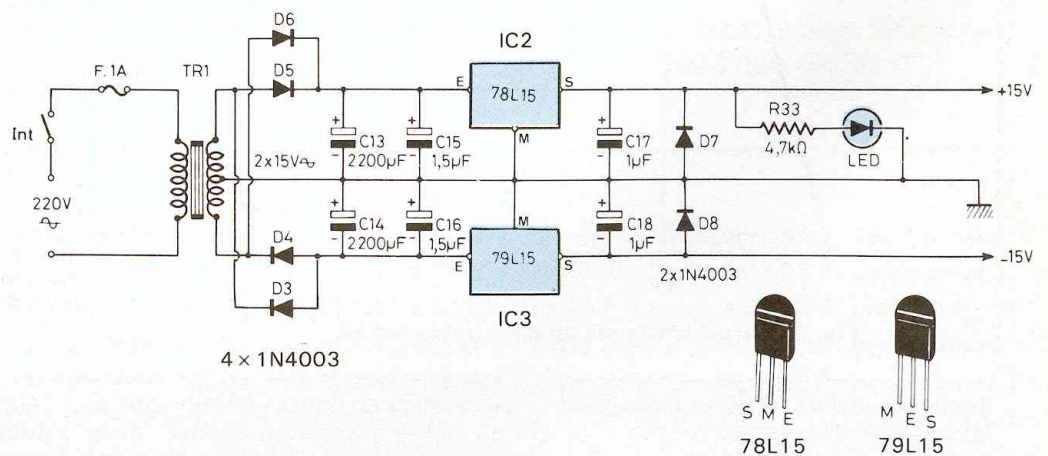 D6
IC2
F. 1A
TR1
D5
E
78L15
S
+15V
Int
M
R33
4,7kΩ
LED
+
C13
-
2200µF
+
C15
-
1,5µF
+
C17
-
1µF
D7
2x15V
220V
+
C14
-
2200µF
+
C16
-
1,5µF
M
+
C18
-
1µF
D8
D4
E
79L15
S
-15V
D3
IC3
2x1N4003
4 x 1N4003
S M E
78L15
M E S
79L15